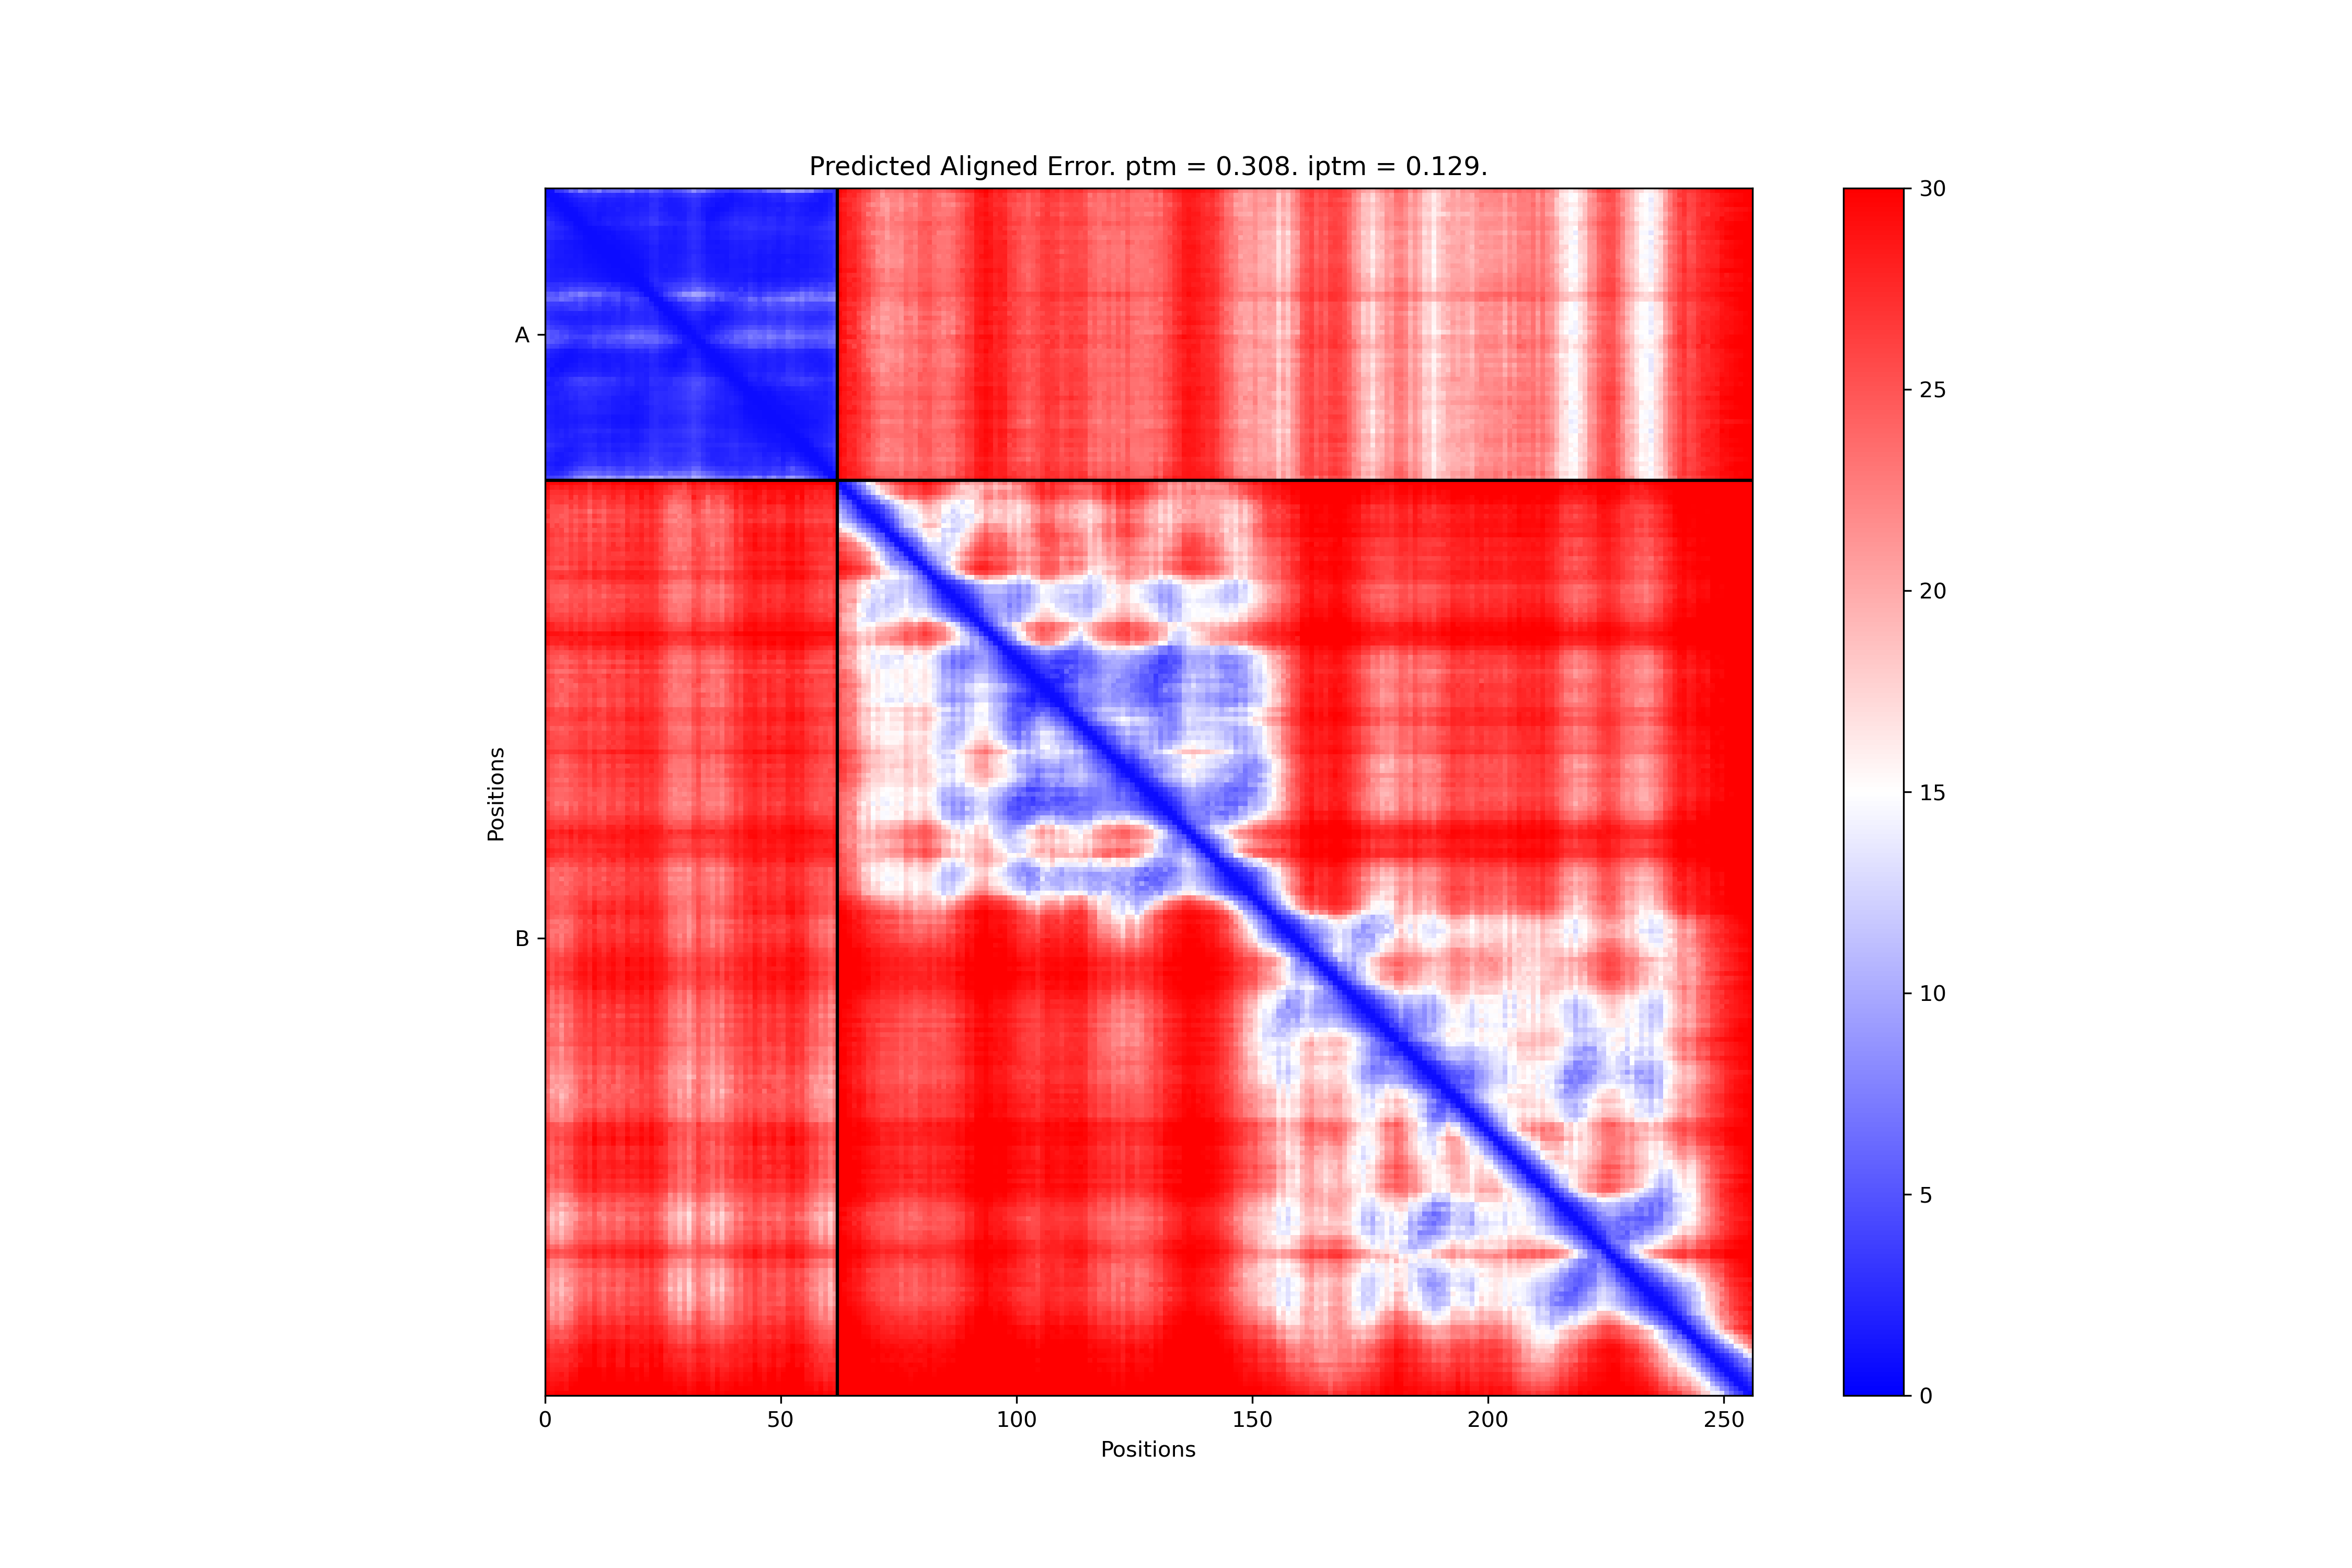 Predicted Aligned Error. ptm = 0.308. iptm = 0.129.
A
B
Positions
0
50
100
150
200
250
Positions
30
25
20
15
10
5
0